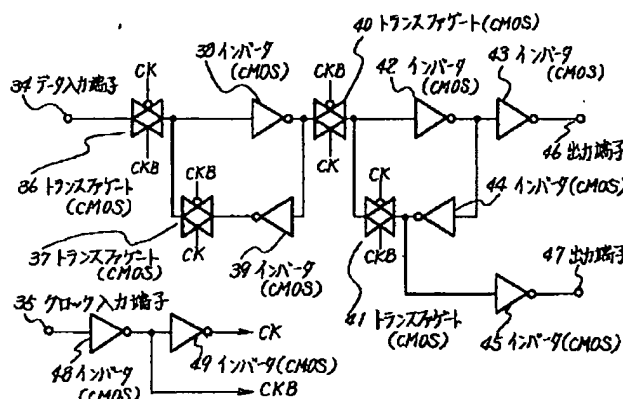 40 トランスファゲート(CMOS)
38 インバータ
(CMOS)
42 インバータ
(CMOS)
43 インバータ
(CMOS)
34 データ入力端子
CK
CKB
CKB
CK
46 出力端子
36 トランスファゲート
(CMOS)
CKB
CK
CK
CKB
44 インバータ(CMOS)
37 トランスファゲート
(CMOS)
39 インバータ
(CMOS)
47 出力端子
35 クロック入力端子
41 トランスファゲート
(CMOS)
45 インバータ(CMOS)
CK
49 インバータ(CMOS)
48 インバータ
(CMOS)
CKB